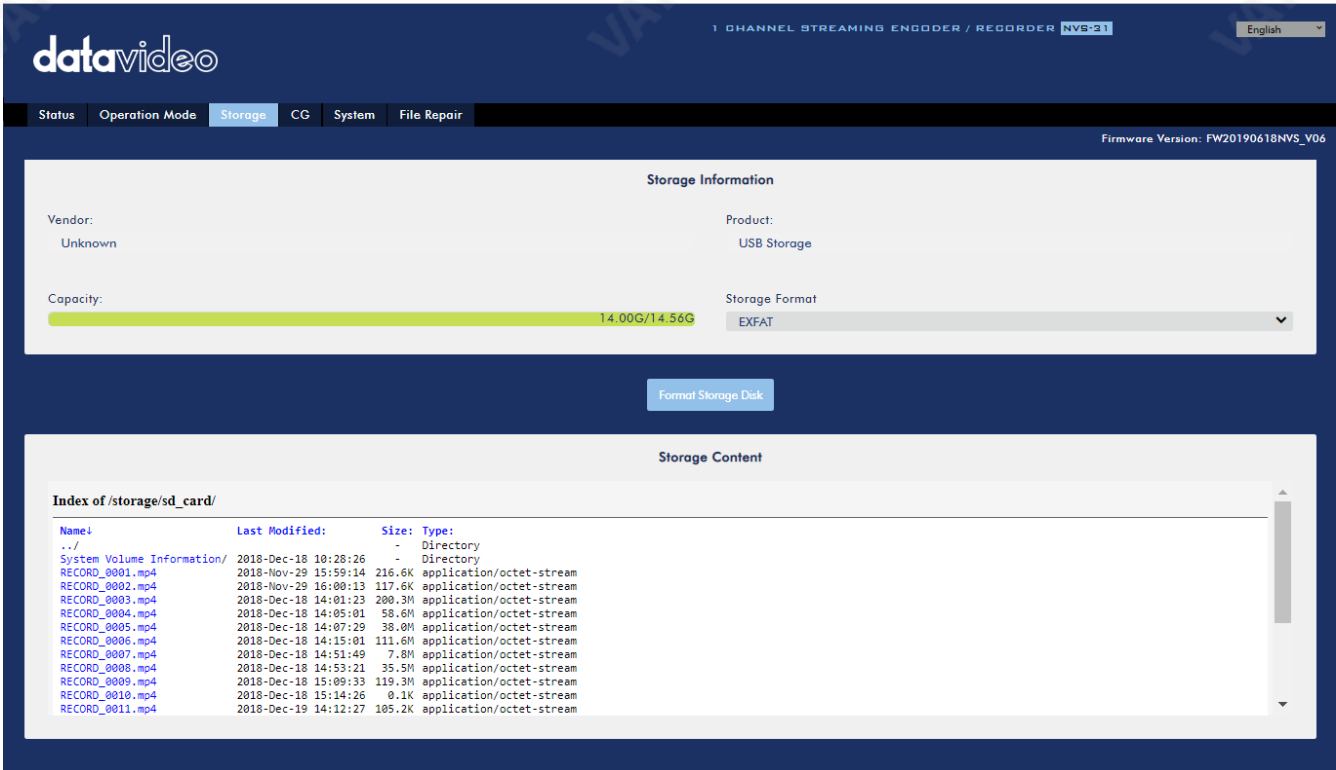 datavideo
1 CHANNEL STREAMING ENCODER / RECORDER NVS-31
English
Status Operation Mode Storage CG System File Repair
Firmware Version: FW20190618NVS_V06
Storage Information
Vendor: Product:
Unknown USB Storage
Capacity: Storage Format
14.00G/14.56G EXFAT
Format Storage Disk
Storage Content
Index of /storage/sd_card/
Name↓ Last Modified: Size: Type:
../ - Directory
System Volume Information/ 2018-Dec-18 10:28:26 - Directory
RECORD_0001.mp4 2018-Nov-29 15:59:14 216.6K application/octet-stream
RECORD_0002.mp4 2018-Nov-29 16:00:13 117.6K application/octet-stream
RECORD_0003.mp4 2018-Dec-18 14:01:23 200.3M application/octet-stream
RECORD_0004.mp4 2018-Dec-18 14:05:01 58.6M application/octet-stream
RECORD_0005.mp4 2018-Dec-18 14:07:29 38.0M application/octet-stream
RECORD_0006.mp4 2018-Dec-18 14:15:01 111.6M application/octet-stream
RECORD_0007.mp4 2018-Dec-18 14:51:49 7.8M application/octet-stream
RECORD_0008.mp4 2018-Dec-18 14:53:21 35.5M application/octet-stream
RECORD_0009.mp4 2018-Dec-18 15:09:33 119.3M application/octet-stream
RECORD_0010.mp4 2018-Dec-18 15:14:26 0.1K application/octet-stream
RECORD_0011.mp4 2018-Dec-19 14:12:27 105.2K application/octet-stream